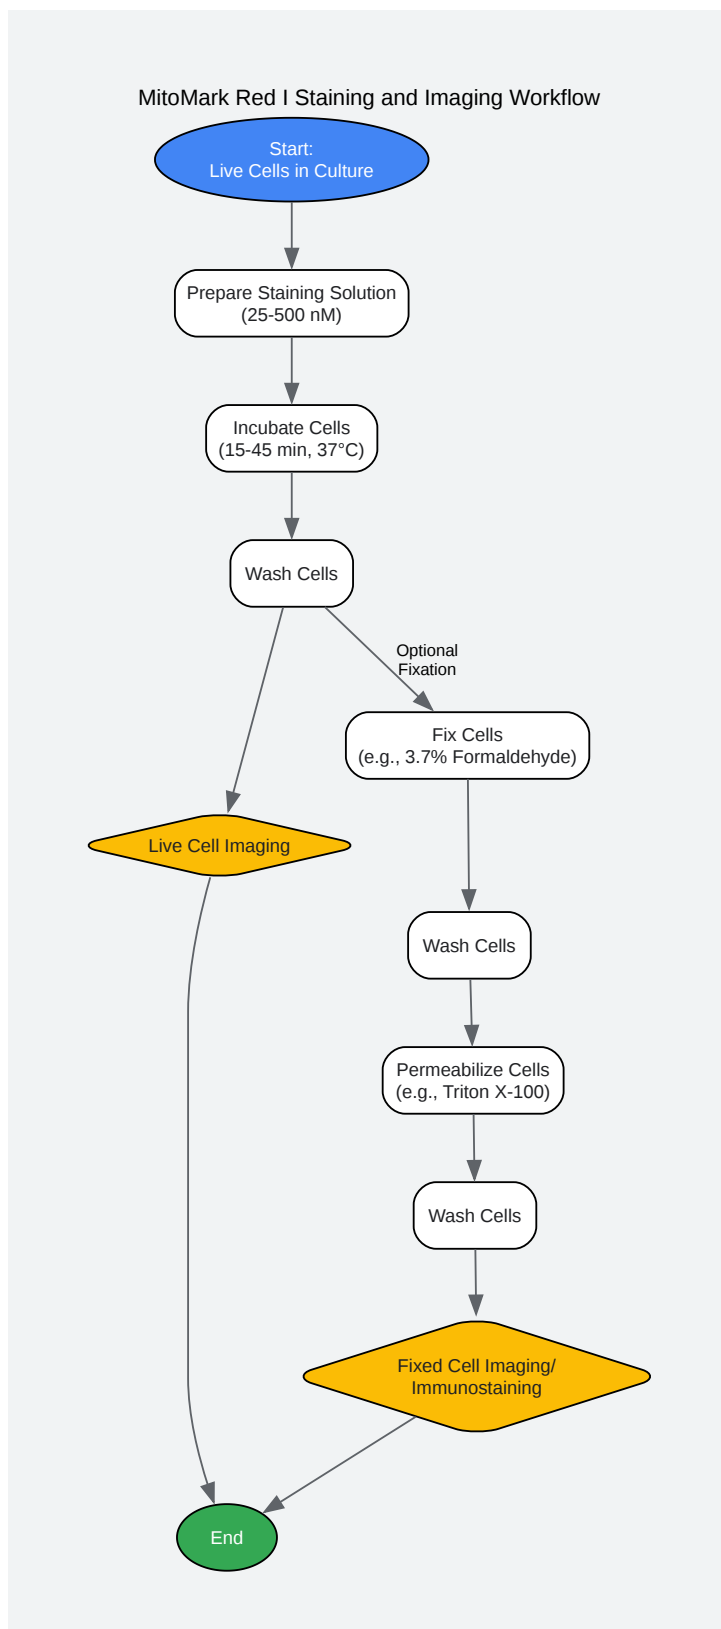 MitoMark Red I Staining and Imaging Workflow
Start:
Live Cells in Culture
Prepare Staining Solution
(25-500 nM)
Incubate Cells
(15-45 min, 37°C)
Wash Cells
Optional
Fixation
Fix Cells
(e.g., 3.7% Formaldehyde)
Live Cell Imaging
Wash Cells
Permeabilize Cells
(e.g., Triton X-100)
Wash Cells
Fixed Cell Imaging/
Immunostaining
End